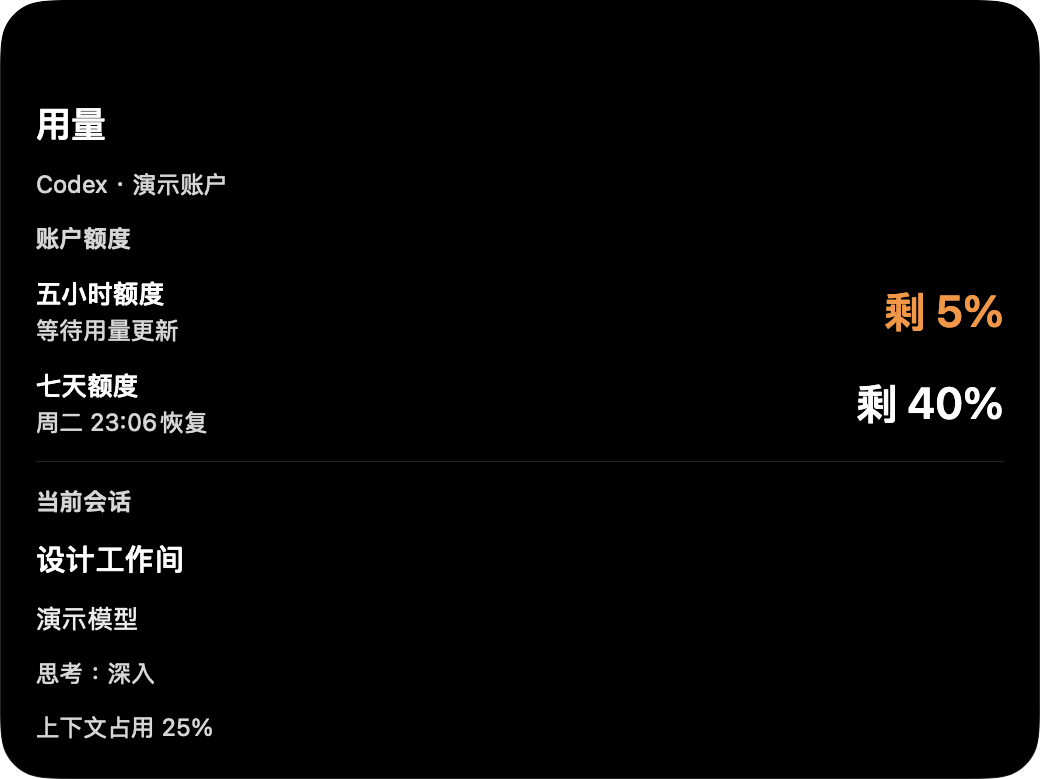 用量
Codex · 演示账户
账户额度
五小时额度
剩 5%
等待用量更新
七天额度
剩 40%
周二 23:06恢复
当前会话
设计工作间
演示模型
思考：深入
上下文占用 25%